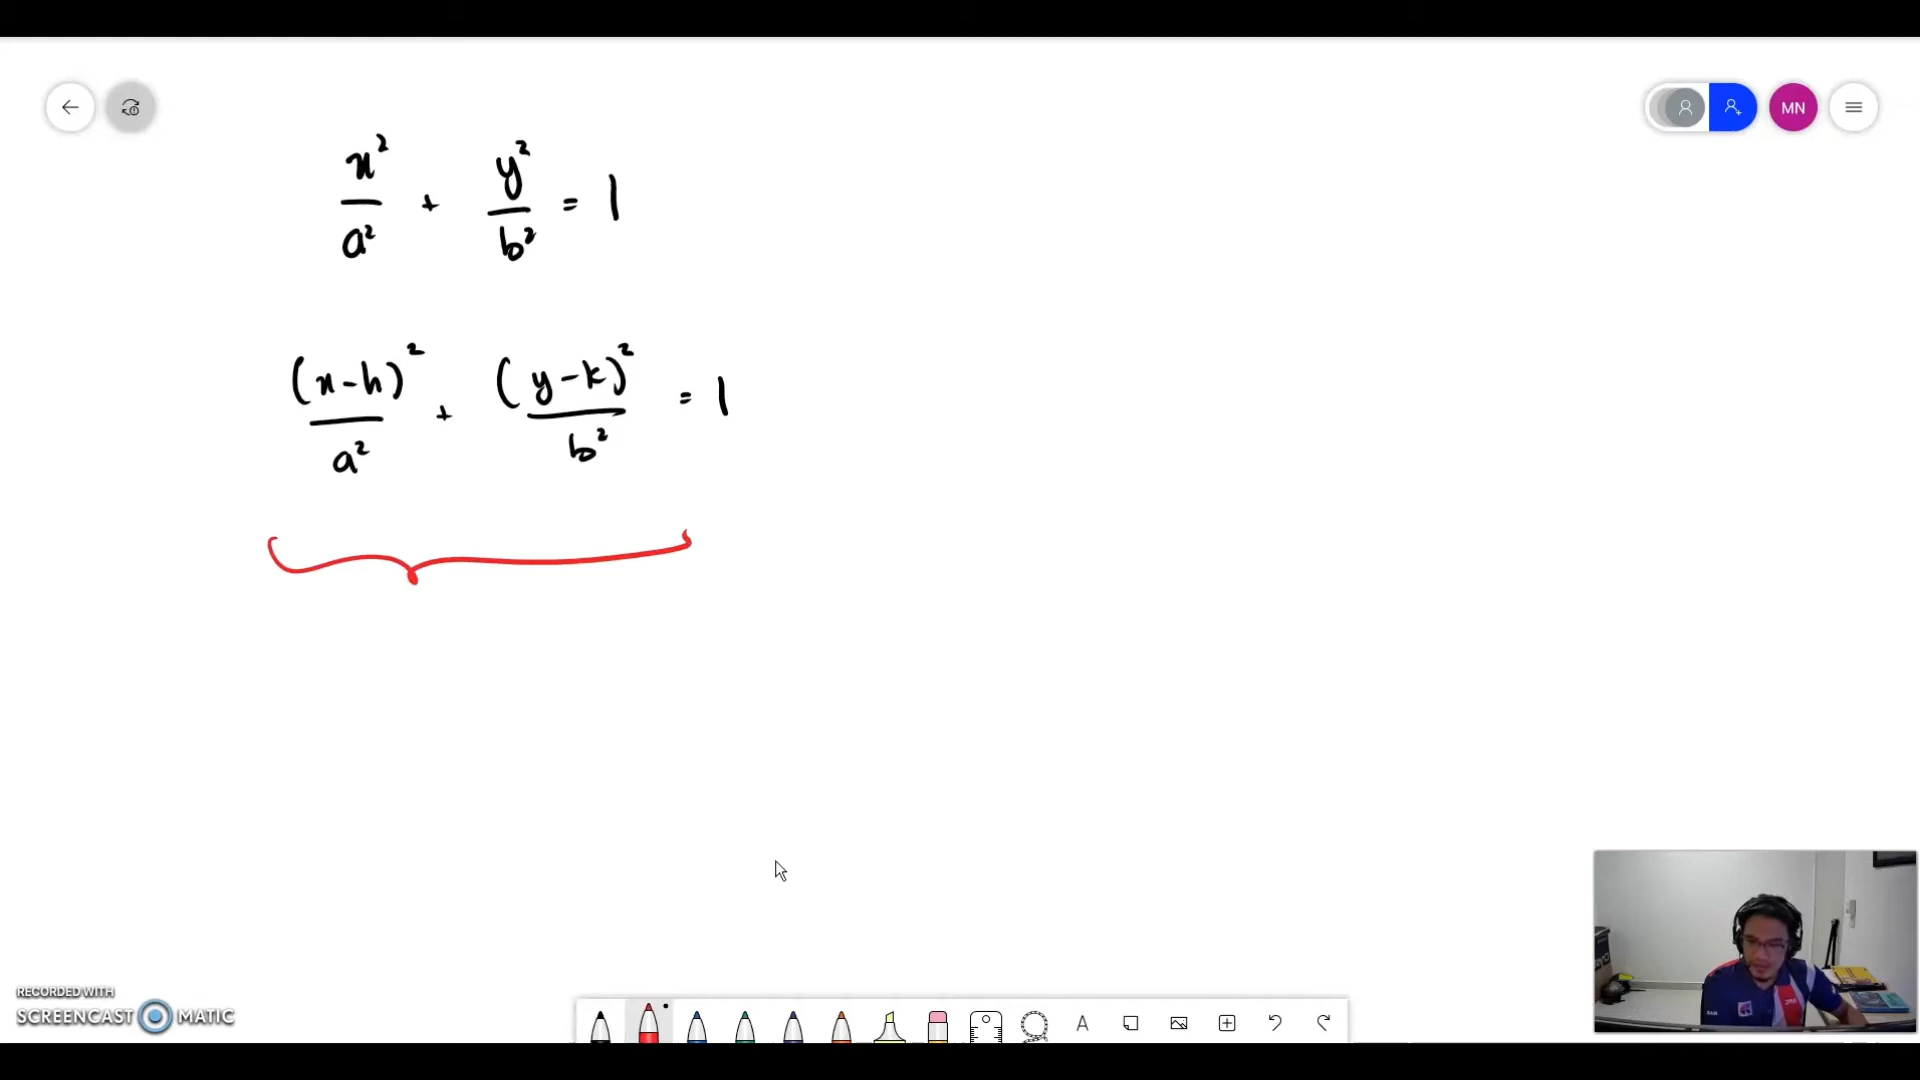 MN
x²/a² + y²/b² = 1
(x-h)²/a² + (y-k)²/b² = 1
RECORDED WITH
SCREENCAST MATIC
A